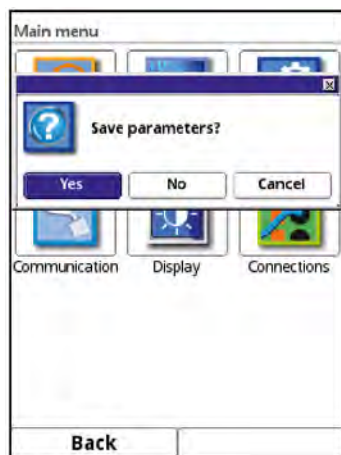 Main menu
Save parameters?
Yes No Cancel
Communication Display Connections
Back